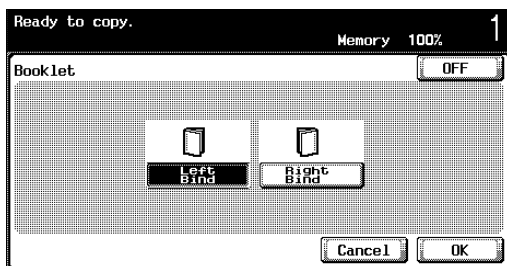 Ready to copy.
Memory 100% 1
Booklet OFF
Left
Bind
Right
Bind
Cancel OK